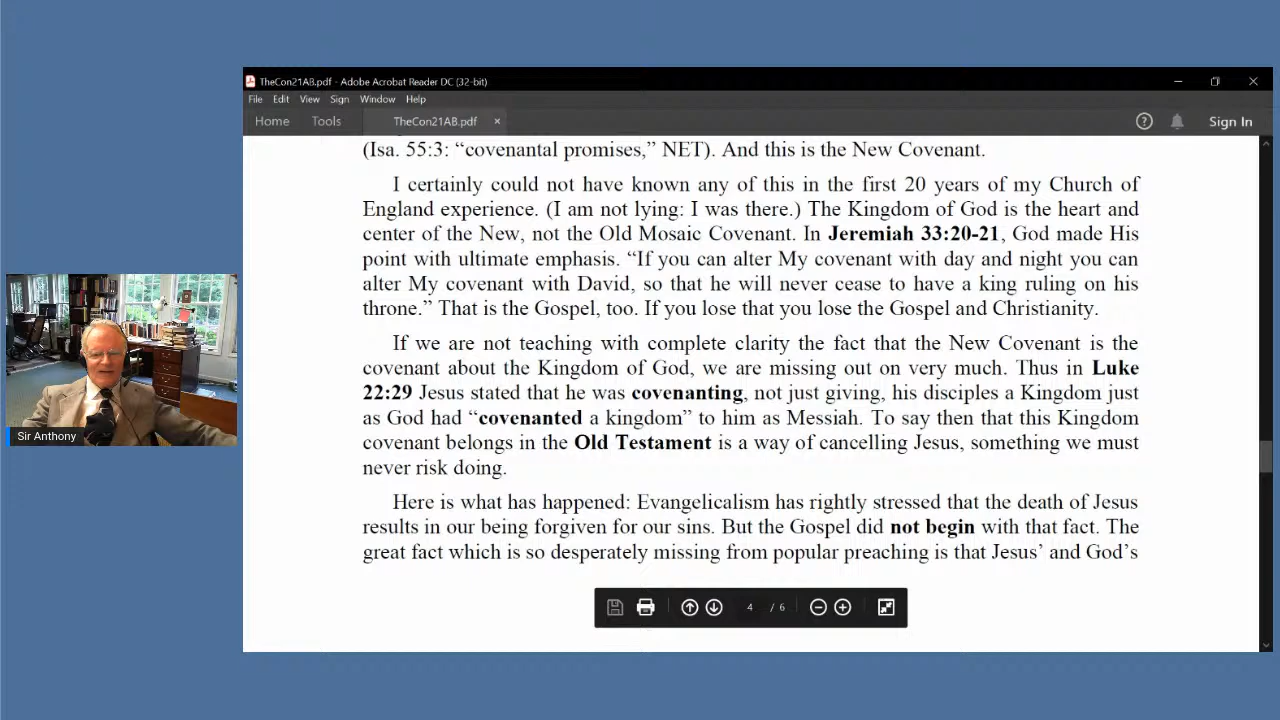 TheCon21AB.pdf - Adobe Acrobat Reader DC (32-bit)
File Edit View Sign Window Help
Home Tools TheCon21AB.pdf × Sign In
(Isa. 55:3: “covenantal promises,” NET). And this is the New Covenant.
I certainly could not have known any of this in the first 20 years of my Church of
England experience. (I am not lying: I was there.) The Kingdom of God is the heart and
center of the New, not the Old Mosaic Covenant. In Jeremiah 33:20-21, God made His
point with ultimate emphasis. “If you can alter My covenant with day and night you can
alter My covenant with David, so that he will never cease to have a king ruling on his
throne.” That is the Gospel, too. If you lose that you lose the Gospel and Christianity.
If we are not teaching with complete clarity the fact that the New Covenant is the
covenant about the Kingdom of God, we are missing out on very much. Thus in Luke
22:29 Jesus stated that he was covenanting, not just giving, his disciples a Kingdom just
as God had “covenanted a kingdom” to him as Messiah. To say then that this Kingdom
covenant belongs in the Old Testament is a way of cancelling Jesus, something we must
never risk doing.
Here is what has happened: Evangelicalism has rightly stressed that the death of Jesus
results in our being forgiven for our sins. But the Gospel did not begin with that fact. The
great fact which is so desperately missing from popular preaching is that Jesus’ and God’s
4 / 6
Sir Anthony